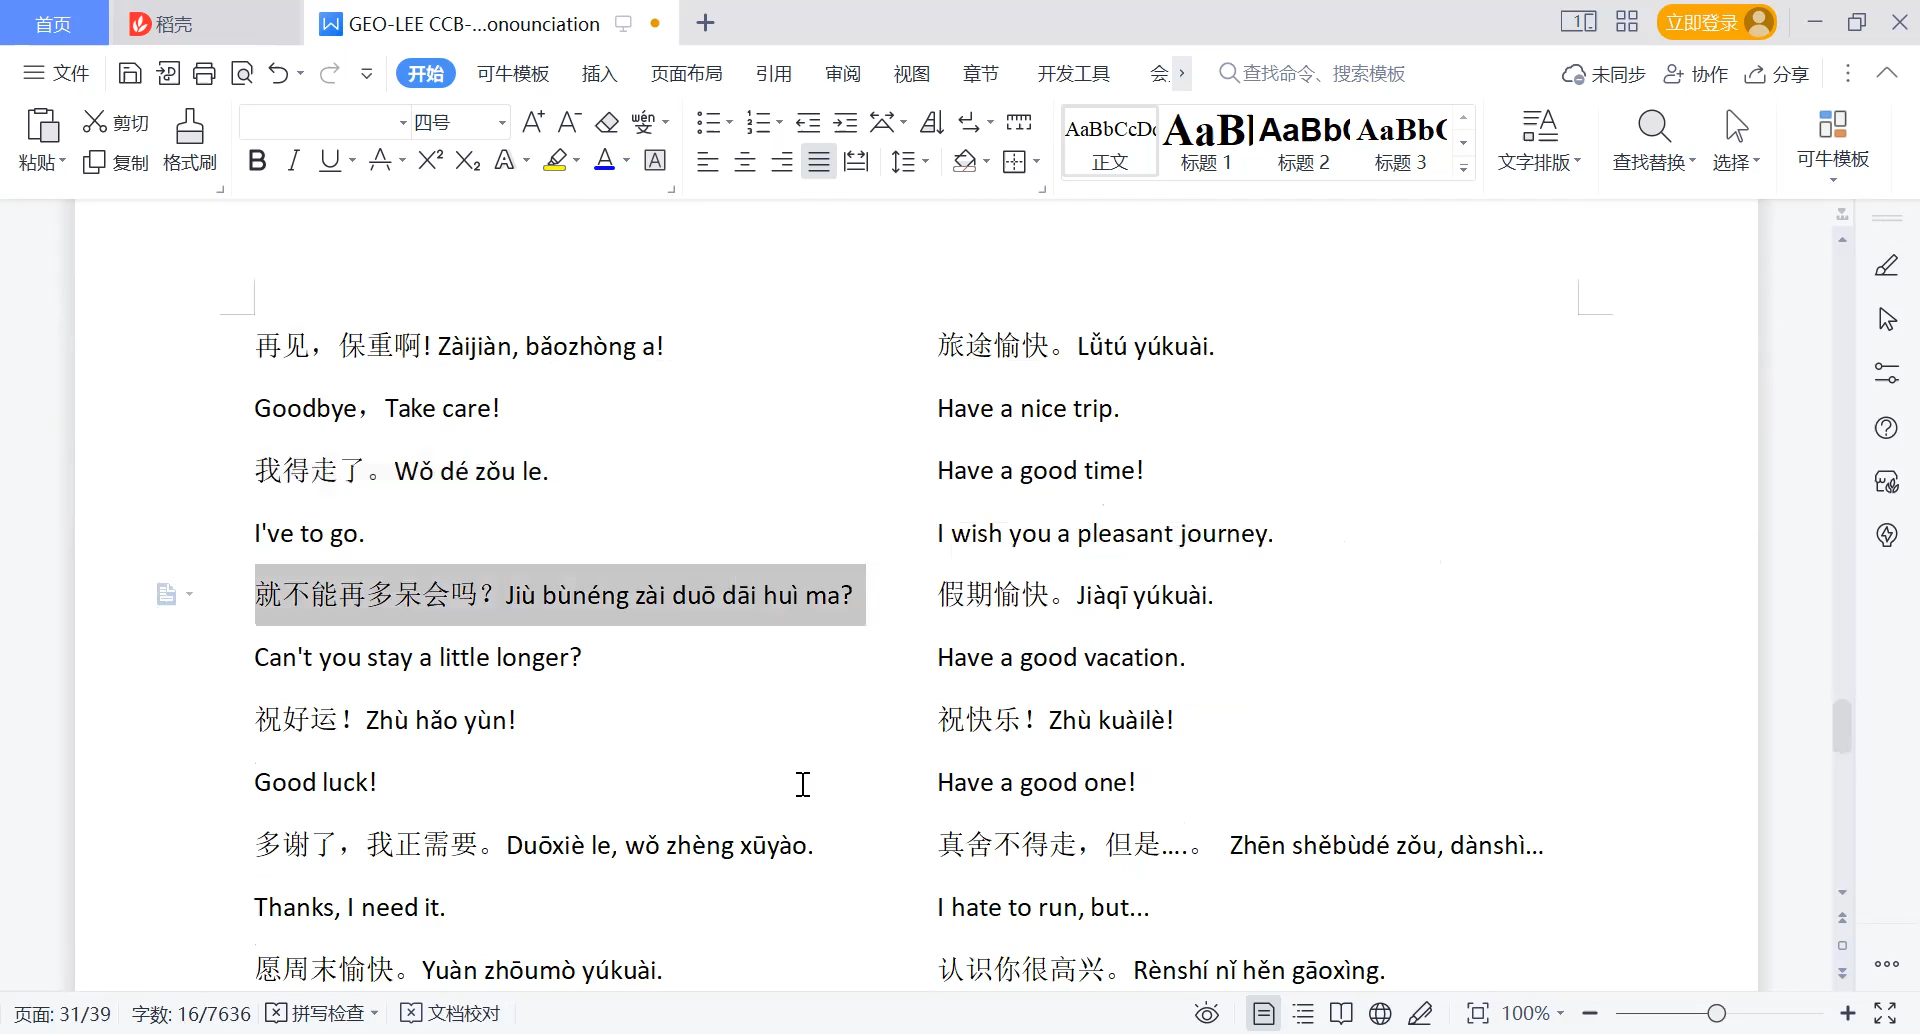 首页
稻壳
GEO-LEE CCB-...onounciation
+
1
立即登录
文件
开始
可牛模板
插入
页面布局
引用
审阅
视图
章节
开发工具
会
查找命令、搜索模板
未同步
协作
分享
粘贴
剪切
复制
格式刷
四号
AaBbCcDd
正文
AaBl
标题 1
AaBb(
标题 2
AaBb(
标题 3
文字排版
查找替换
选择
可牛模板
再见，保重啊! Zàijiàn, bǎozhòng a!
Goodbye，Take care!
我得走了。Wǒ dé zǒu le.
I've to go.
就不能再多呆会吗？Jiù bùnéng zài duō dāi huì ma?
Can't you stay a little longer?
祝好运！Zhù hǎo yùn!
Good luck!
多谢了，我正需要。Duōxiè le, wǒ zhèng xūyào.
Thanks, I need it.
愿周末愉快。Yuàn zhōumò yúkuài.
旅途愉快。Lǚtú yúkuài.
Have a nice trip.
Have a good time!
I wish you a pleasant journey.
假期愉快。Jiàqī yúkuài.
Have a good vacation.
祝快乐！Zhù kuàilè!
Have a good one!
真舍不得走，但是....。 Zhēn shěbùdé zǒu, dànshì...
I hate to run, but...
认识你很高兴。Rènshí nǐ hěn gāoxìng.
页面: 31/39
字数: 16/7636
拼写检查
文档校对
100%